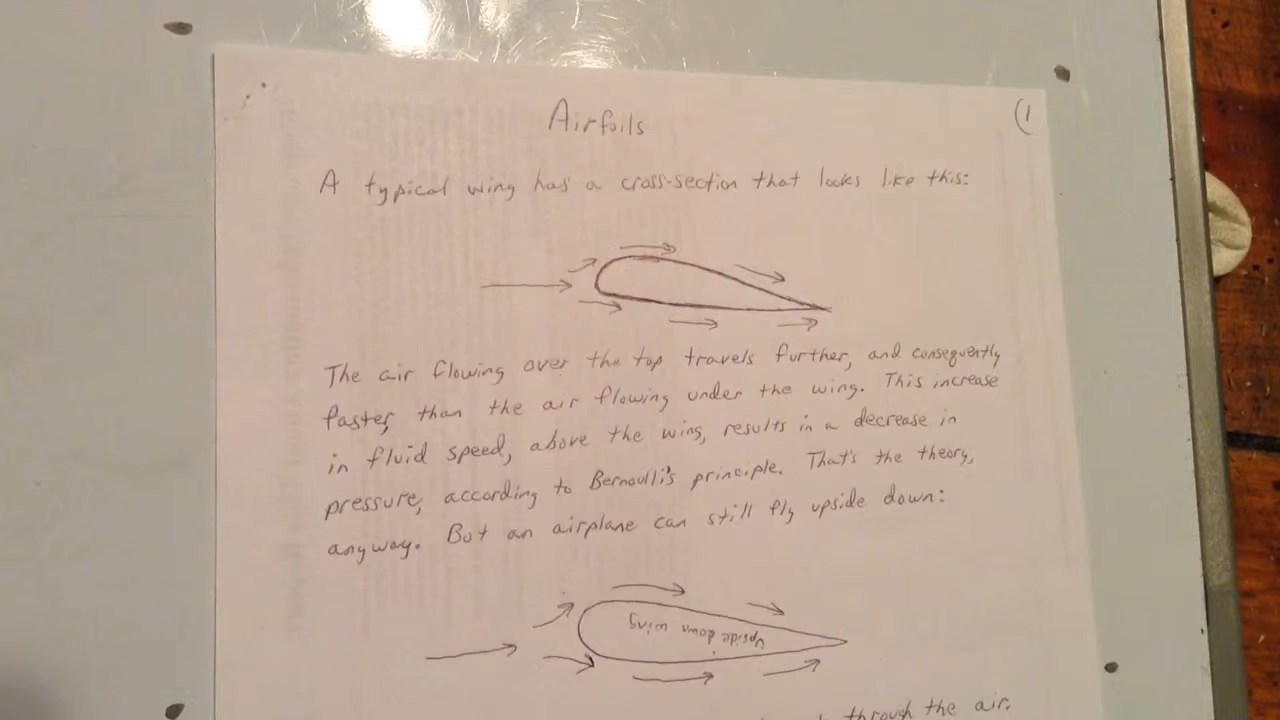 Airfoils
(1
A typical wing has a cross-section that looks like this:
The air flowing over the top travels further, and consequently
faster, than the air flowing under the wing. This increase
in fluid speed, above the wing, results in a decrease in
pressure, according to Bernoulli's principle. That's the theory,
anyway. But an airplane can still fly upside down:
Upside down wing
through the air.